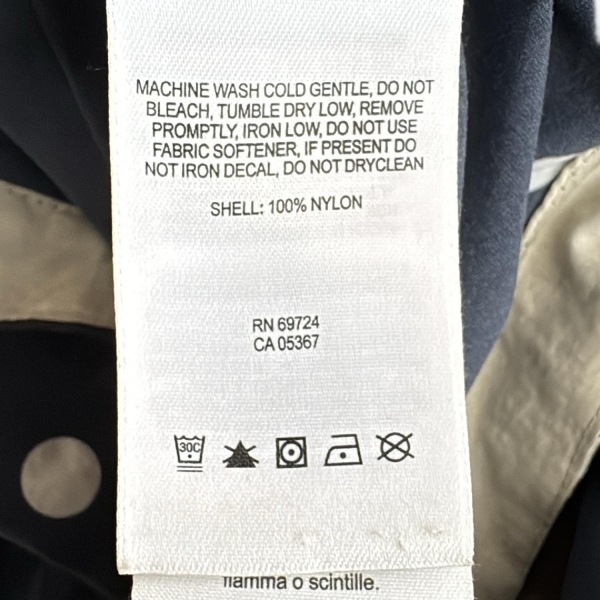 MACHINE WASH COLD GENTLE, DO NOT
BLEACH, TUMBLE DRY LOW, REMOVE
PROMPTLY, IRON LOW, DO NOT USE
FABRIC SOFTENER, IF PRESENT DO
NOT IRON DECAL, DO NOT DRYCLEAN
SHELL: 100% NYLON
RN 69724
CA 05367
30C
fiamma o scintille.